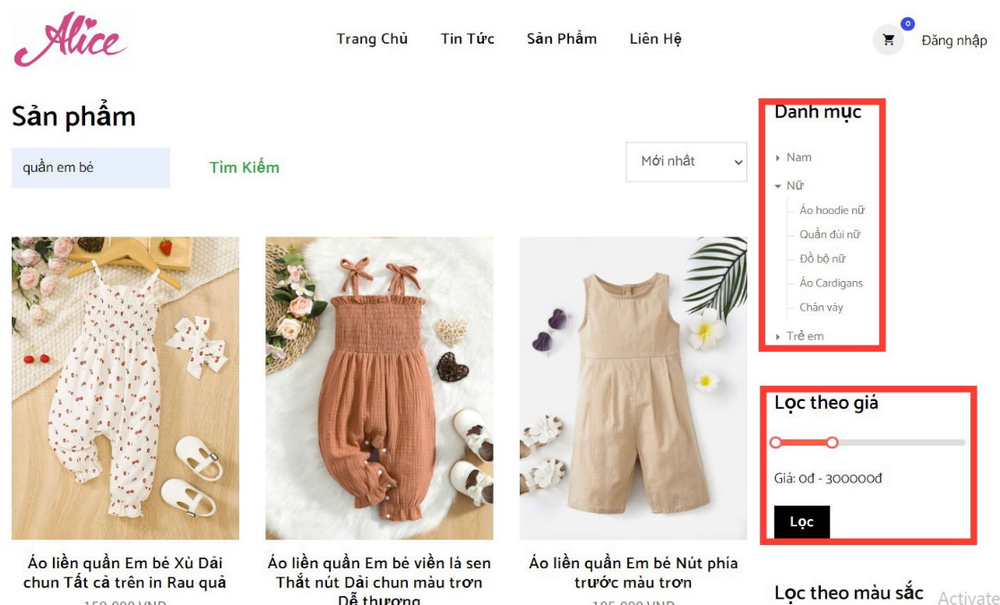 Alice
Trang Chủ
Tin Tức
Sản Phẩm
Liên Hệ
0
Đăng nhập
Sản phẩm
quần em bé
Tìm Kiếm
Mới nhất
Áo liền quần Em bé Xù Dải
chun Tất cả trên in Rau quả
Áo liền quần Em bé viền lá sen
Thắt nút Dải chun màu trơn
Dễ thương
Áo liền quần Em bé Nút phía
trước màu trơn
Danh mục
Nam
Nữ
Áo hoodie nữ
Quần đùi nữ
Đồ bộ nữ
Áo Cardigans
Chân váy
Trẻ em
Lọc theo giá
Giá: 0đ - 300000đ
Lọc
Lọc theo màu sắc
Activate